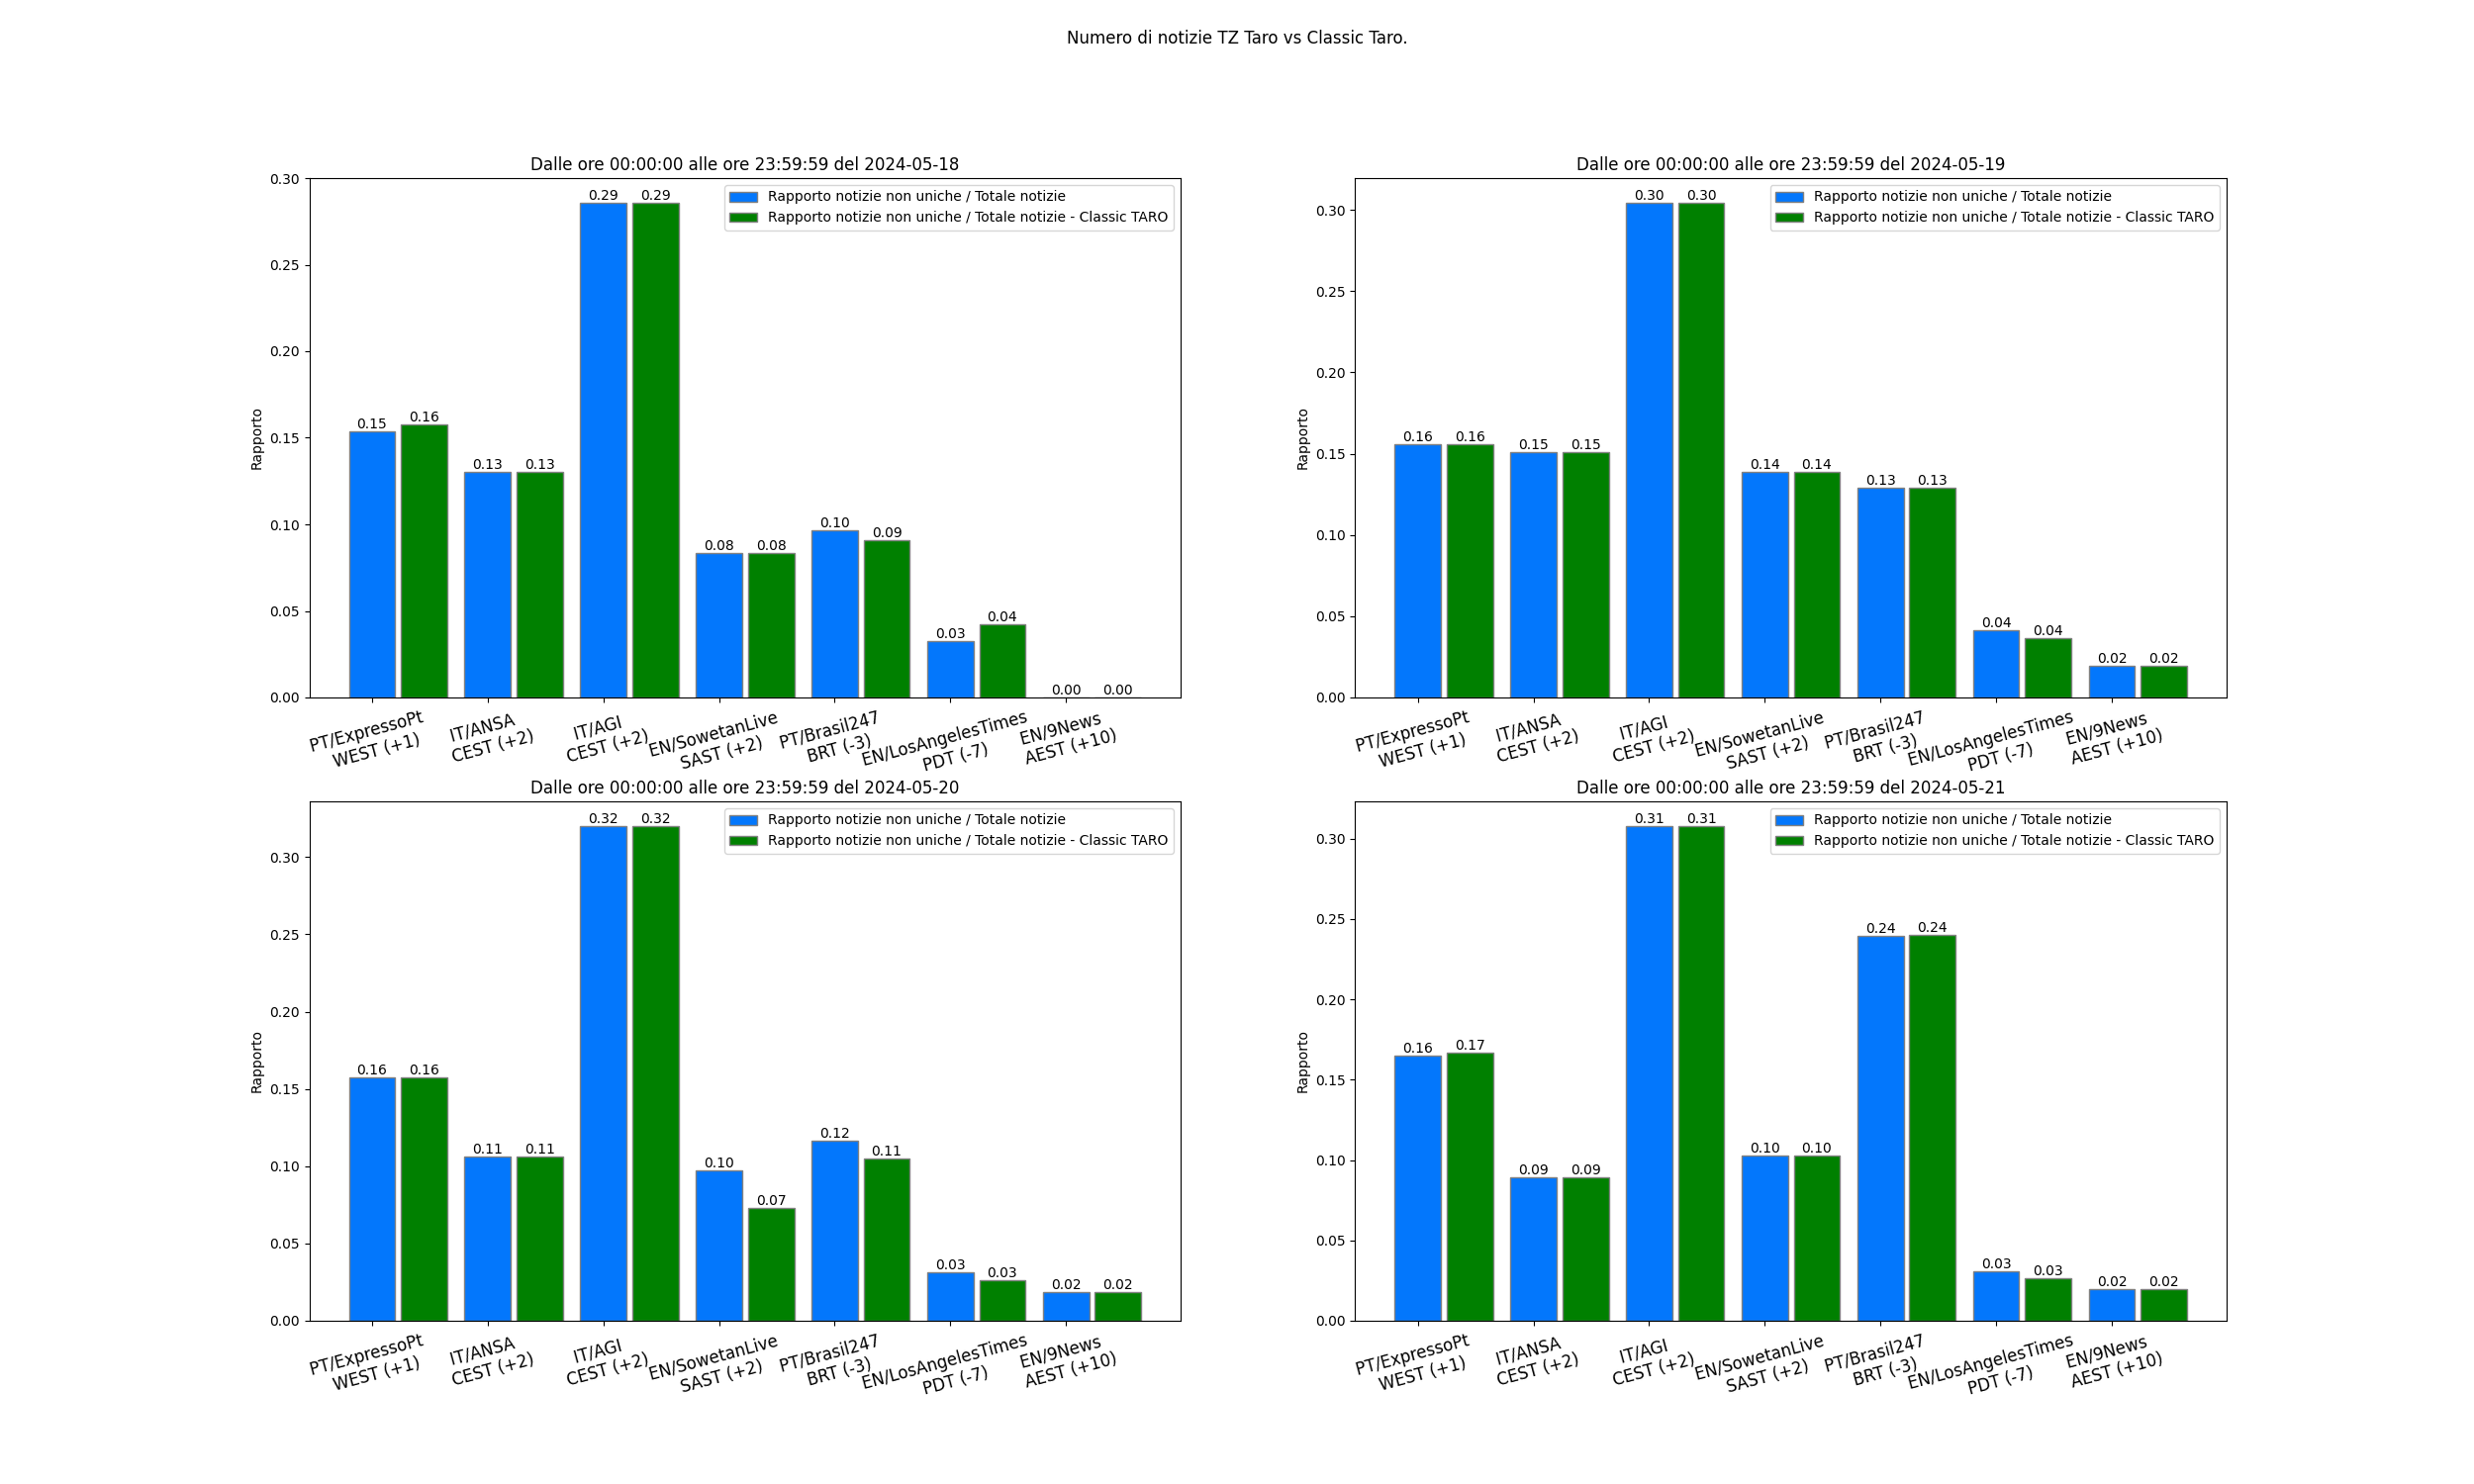 Numero di notizie TZ Taro vs Classic Taro.
Dalle ore 00:00:00 alle ore 23:59:59 del 2024-05-18
Rapporto notizie non uniche / Totale notizie
Rapporto notizie non uniche / Totale notizie - Classic TARO
Rapporto
0.30
0.25
0.20
0.15
0.10
0.05
0.00
0.15 0.16 0.13 0.13 0.29 0.29 0.08 0.08 0.10 0.09 0.03 0.04 0.00 0.00
PT/ExpressoPt
WEST (+1)
IT/ANSA
CEST (+2)
IT/AGI
CEST (+2)
EN/SowetanLive
SAST (+2)
PT/Brasil247
BRT (-3)
EN/LosAngelesTimes
PDT (-7)
EN/9News
AEST (+10)
Dalle ore 00:00:00 alle ore 23:59:59 del 2024-05-19
Rapporto notizie non uniche / Totale notizie
Rapporto notizie non uniche / Totale notizie - Classic TARO
Rapporto
0.30
0.25
0.20
0.15
0.10
0.05
0.00
0.16 0.16 0.15 0.15 0.30 0.30 0.14 0.14 0.13 0.13 0.04 0.04 0.02 0.02
PT/ExpressoPt
WEST (+1)
IT/ANSA
CEST (+2)
IT/AGI
CEST (+2)
EN/SowetanLive
SAST (+2)
PT/Brasil247
BRT (-3)
EN/LosAngelesTimes
PDT (-7)
EN/9News
AEST (+10)
Dalle ore 00:00:00 alle ore 23:59:59 del 2024-05-20
Rapporto notizie non uniche / Totale notizie
Rapporto notizie non uniche / Totale notizie - Classic TARO
Rapporto
0.30
0.25
0.20
0.15
0.10
0.05
0.00
0.16 0.16 0.11 0.11 0.32 0.32 0.10 0.07 0.12 0.11 0.03 0.03 0.02 0.02
PT/ExpressoPt
WEST (+1)
IT/ANSA
CEST (+2)
IT/AGI
CEST (+2)
EN/SowetanLive
SAST (+2)
PT/Brasil247
BRT (-3)
EN/LosAngelesTimes
PDT (-7)
EN/9News
AEST (+10)
Dalle ore 00:00:00 alle ore 23:59:59 del 2024-05-21
Rapporto notizie non uniche / Totale notizie
Rapporto notizie non uniche / Totale notizie - Classic TARO
Rapporto
0.30
0.25
0.20
0.15
0.10
0.05
0.00
0.16 0.17 0.09 0.09 0.31 0.31 0.10 0.10 0.24 0.24 0.03 0.03 0.02 0.02
PT/ExpressoPt
WEST (+1)
IT/ANSA
CEST (+2)
IT/AGI
CEST (+2)
EN/SowetanLive
SAST (+2)
PT/Brasil247
BRT (-3)
EN/LosAngelesTimes
PDT (-7)
EN/9News
AEST (+10)